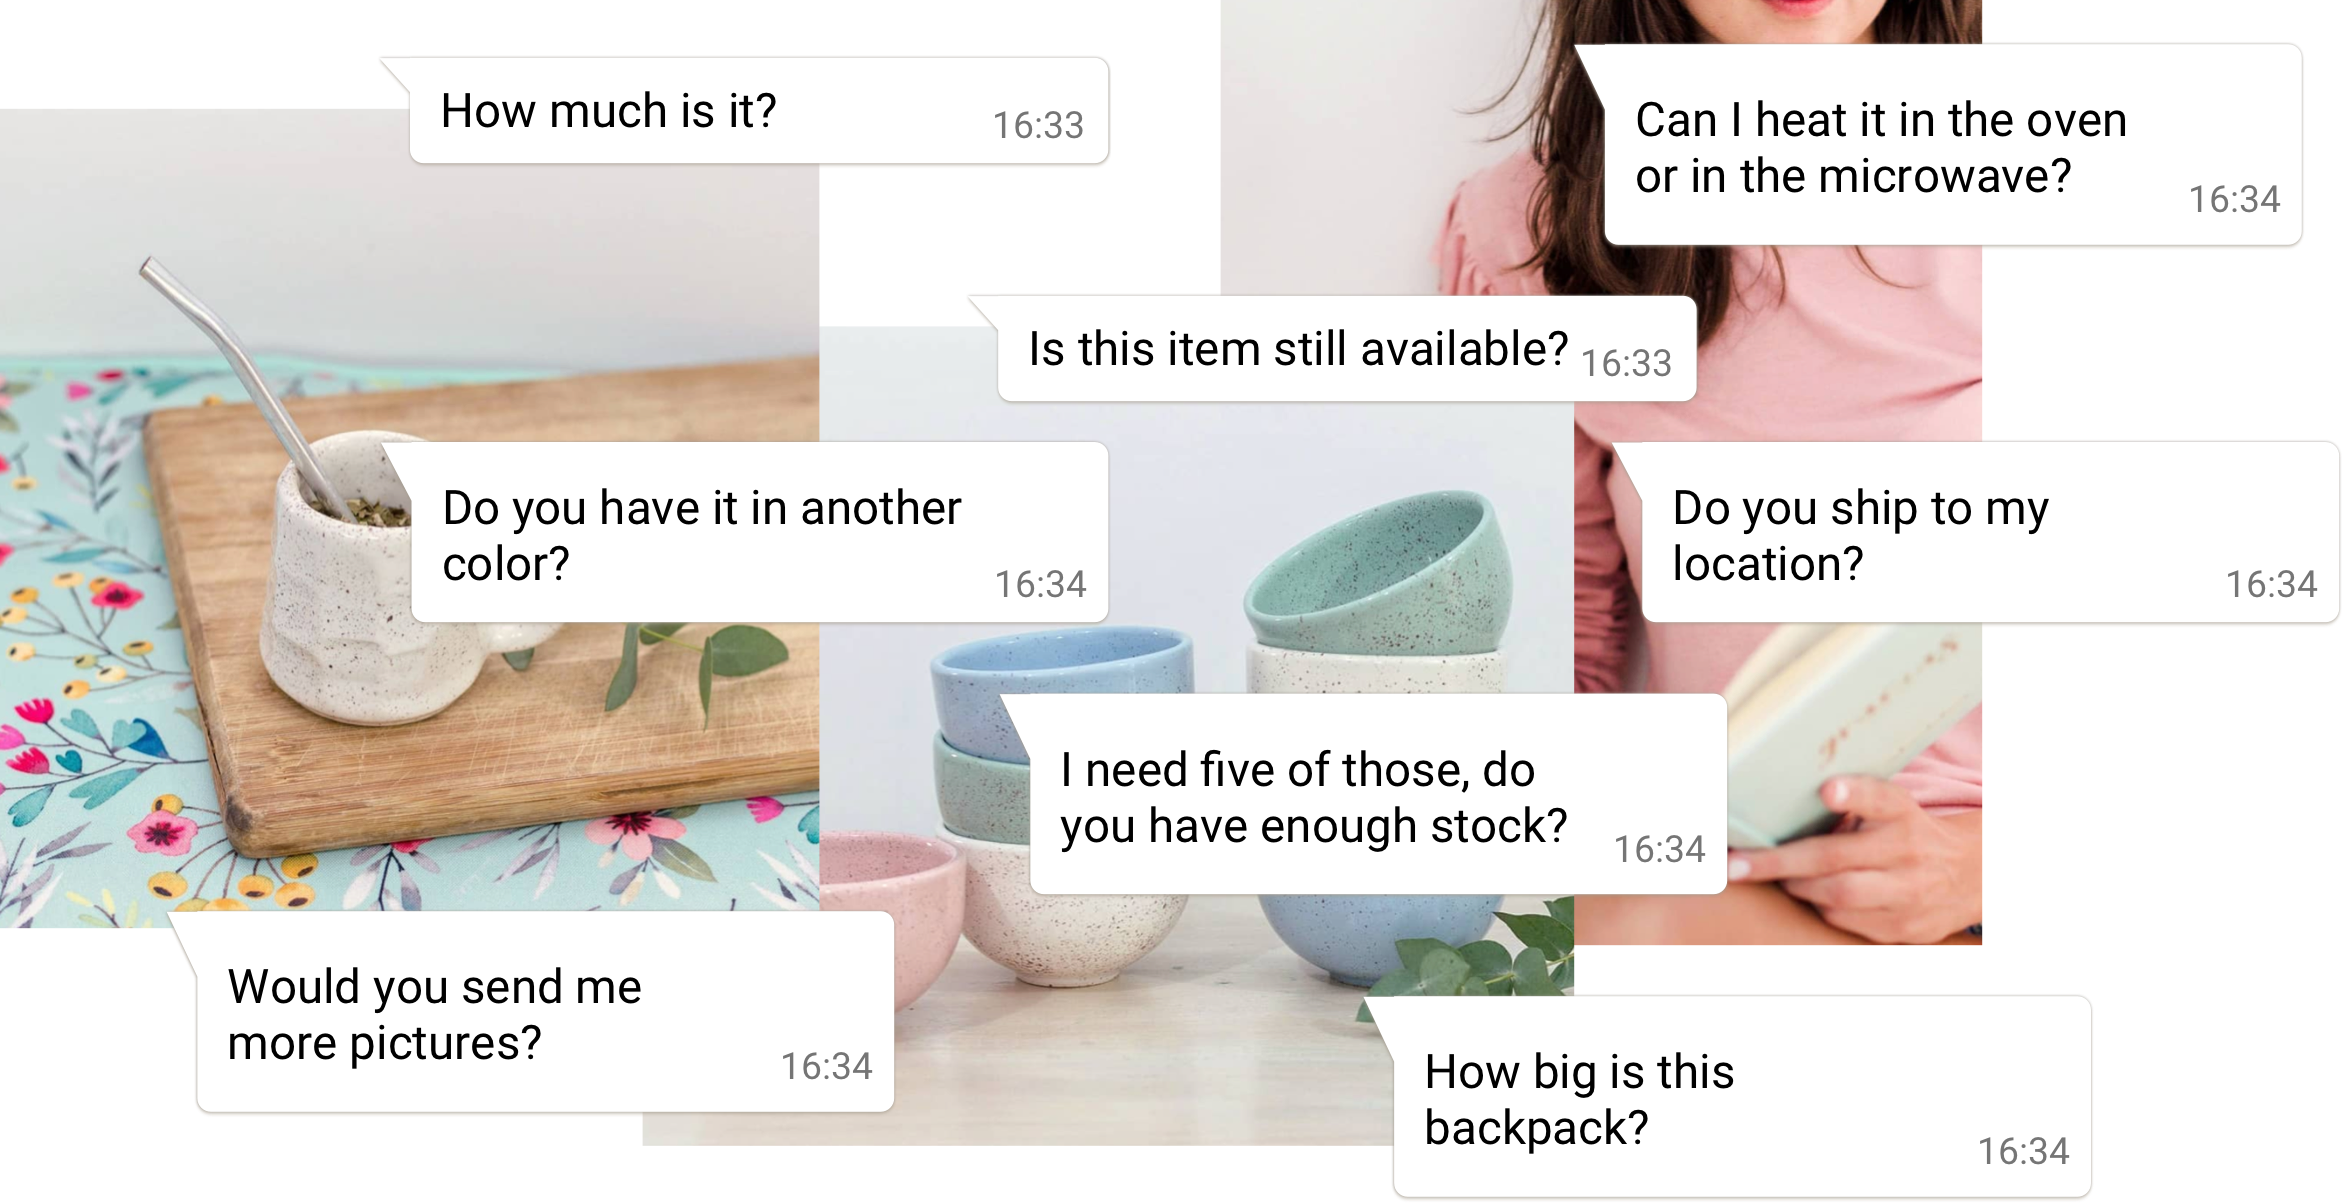 How much is it?
16:33
Can I heat it in the oven
or in the microwave?
16:34
Is this item still available?
16:33
Do you have it in another
color?
16:34
Do you ship to my
location?
16:34
I need five of those, do
you have enough stock?
16:34
Would you send me
more pictures?
16:34
How big is this
backpack?
16:34